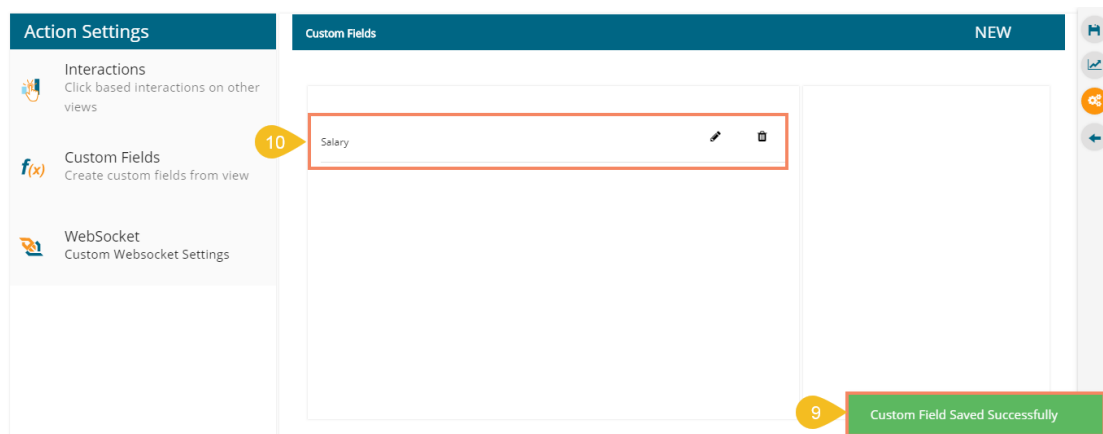 Action Settings
Custom Fields
NEW
Interactions
Click based interactions on other
views
10
Salary
f(x)
Custom Fields
Create custom fields from view
WebSocket
Custom Websocket Settings
9
Custom Field Saved Successfully